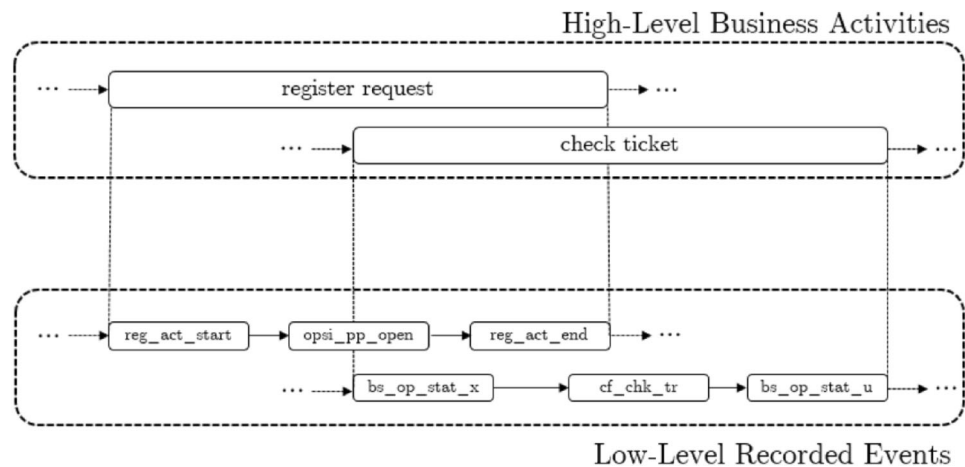 High-Level Business Activities
... register request ...
... check ticket ...
... reg_act_start opsi_pp_open reg_act_end ...
... bs_op_stat_x cf_chk_tr bs_op_stat_u ...
Low-Level Recorded Events